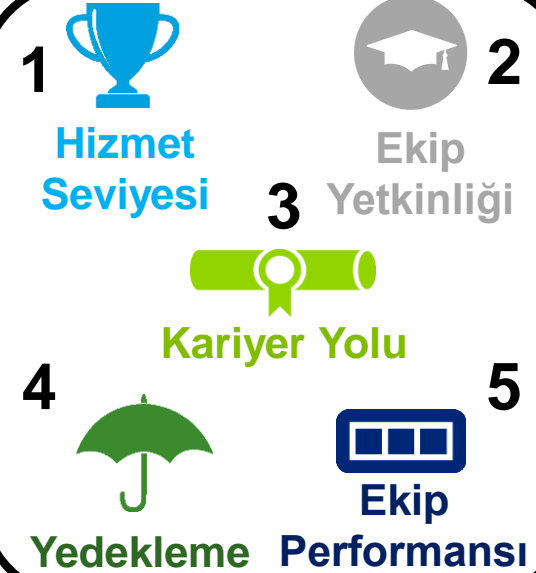 1
Hizmet
Seviyesi
2
Ekip
Yetkinliği
3
Kariyer Yolu
4
Yedekleme
5
Ekip
Performansı